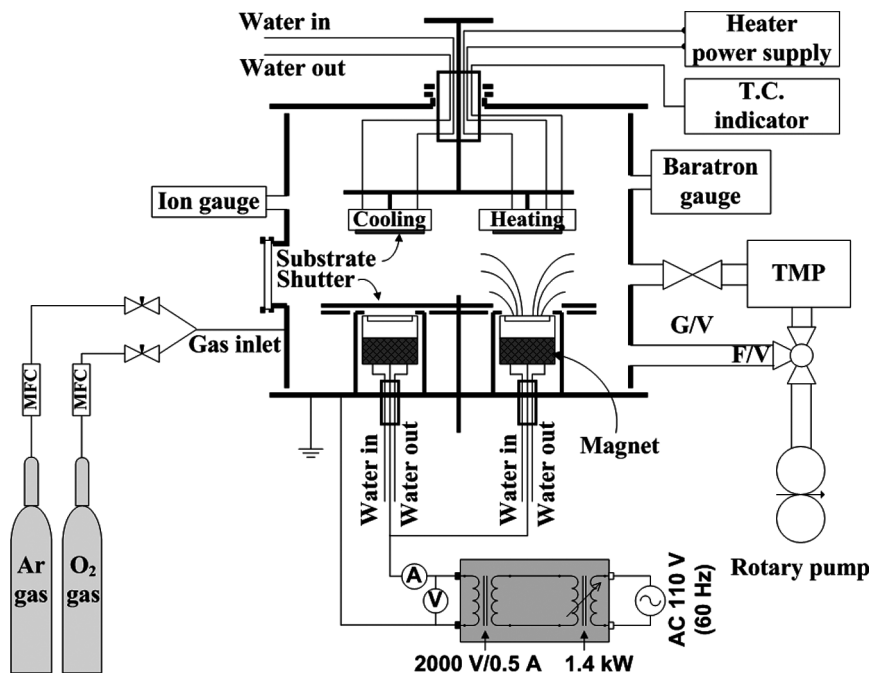 Water in
Water out
Heater
power supply
T.C.
indicator
Ion gauge
Baratron
gauge
Cooling
Heating
Substrate
Shutter
TMP
Gas inlet
G/V
F/V
MFC
MFC
Magnet
Water in
Water out
Water in
Water out
Ar
gas
O₂
gas
Rotary pump
A
V
AC 110 V
(60 Hz)
2000 V/0.5 A
1.4 kW